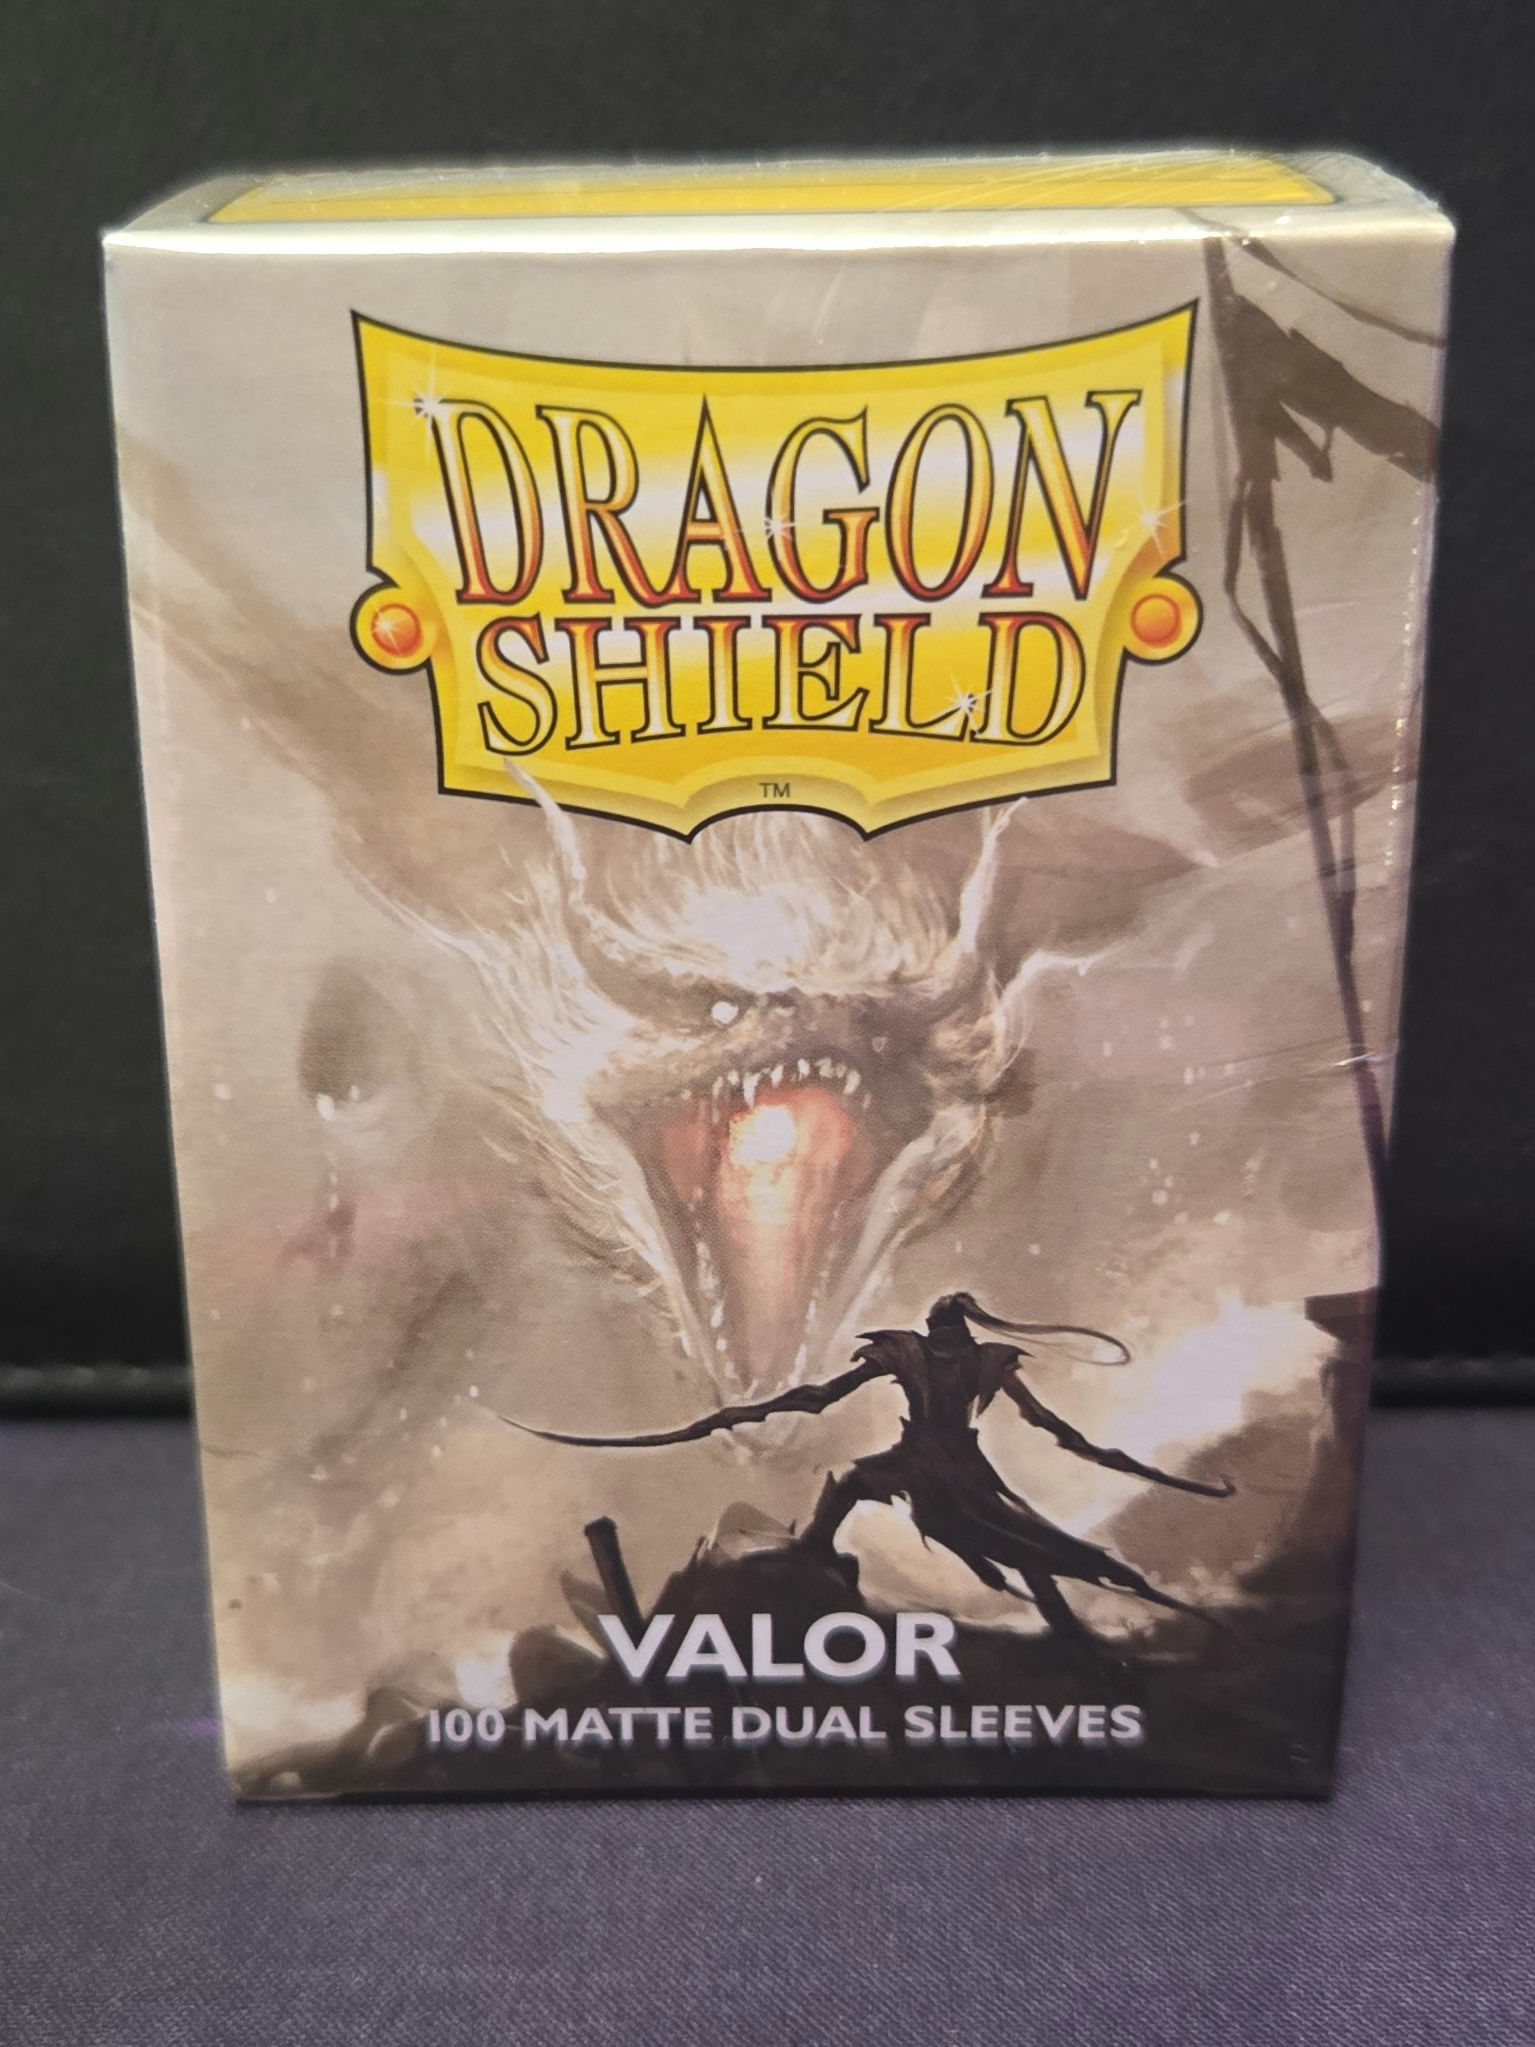 DRAGON
SHIELD
TM
VALOR
100 MATTE DUAL SLEEVES